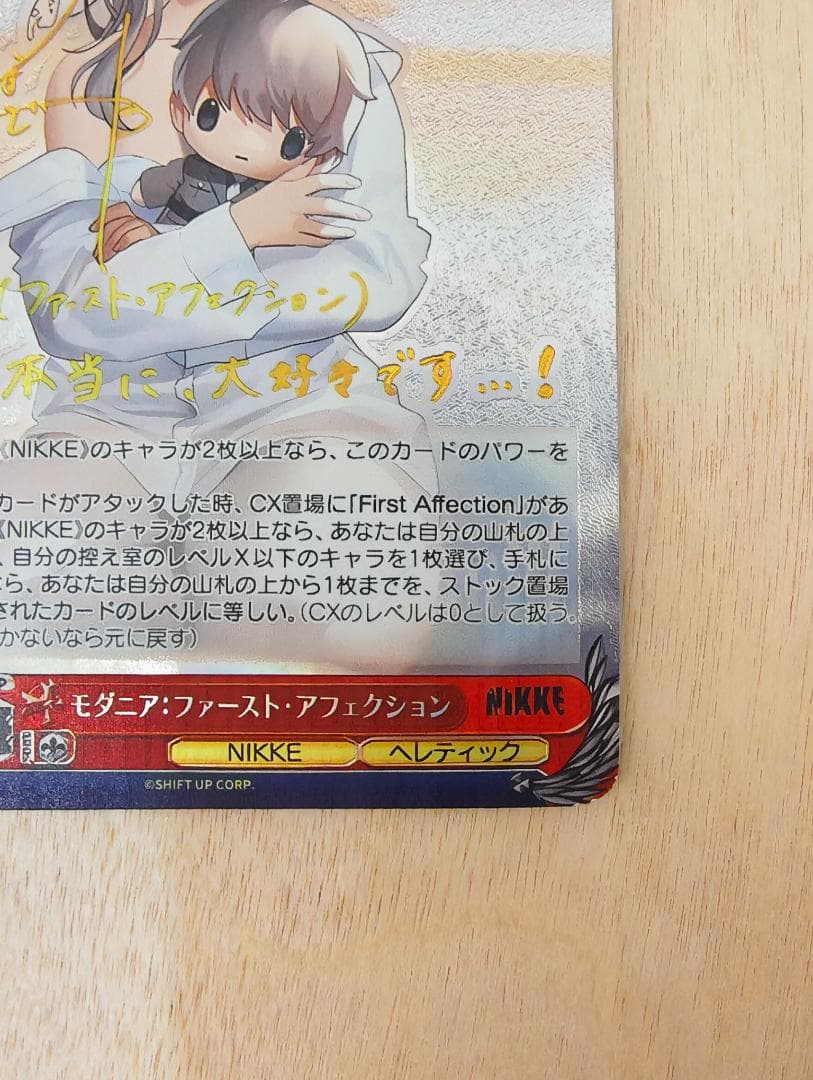 (ファースト・アフェクション)
本当に、大好きです…!
《NIKKE》のキャラが2枚以上なら、このカードのパワーを
カードがアタックした時、CX置場に「First Affection」があ
《NIKKE》のキャラが2枚以上なら、あなたは自分の山札の上
、自分の控え室のレベルX以下のキャラを1枚選び、手札に
ら、あなたは自分の山札の上から1枚までを、ストック置場
されたカードのレベルに等しい。(CXのレベルは0として扱う。
かないなら元に戻す)
モダニア:ファースト・アフェクション NIKKE
NIKKE ヘレティック
©SHIFT UP CORP.